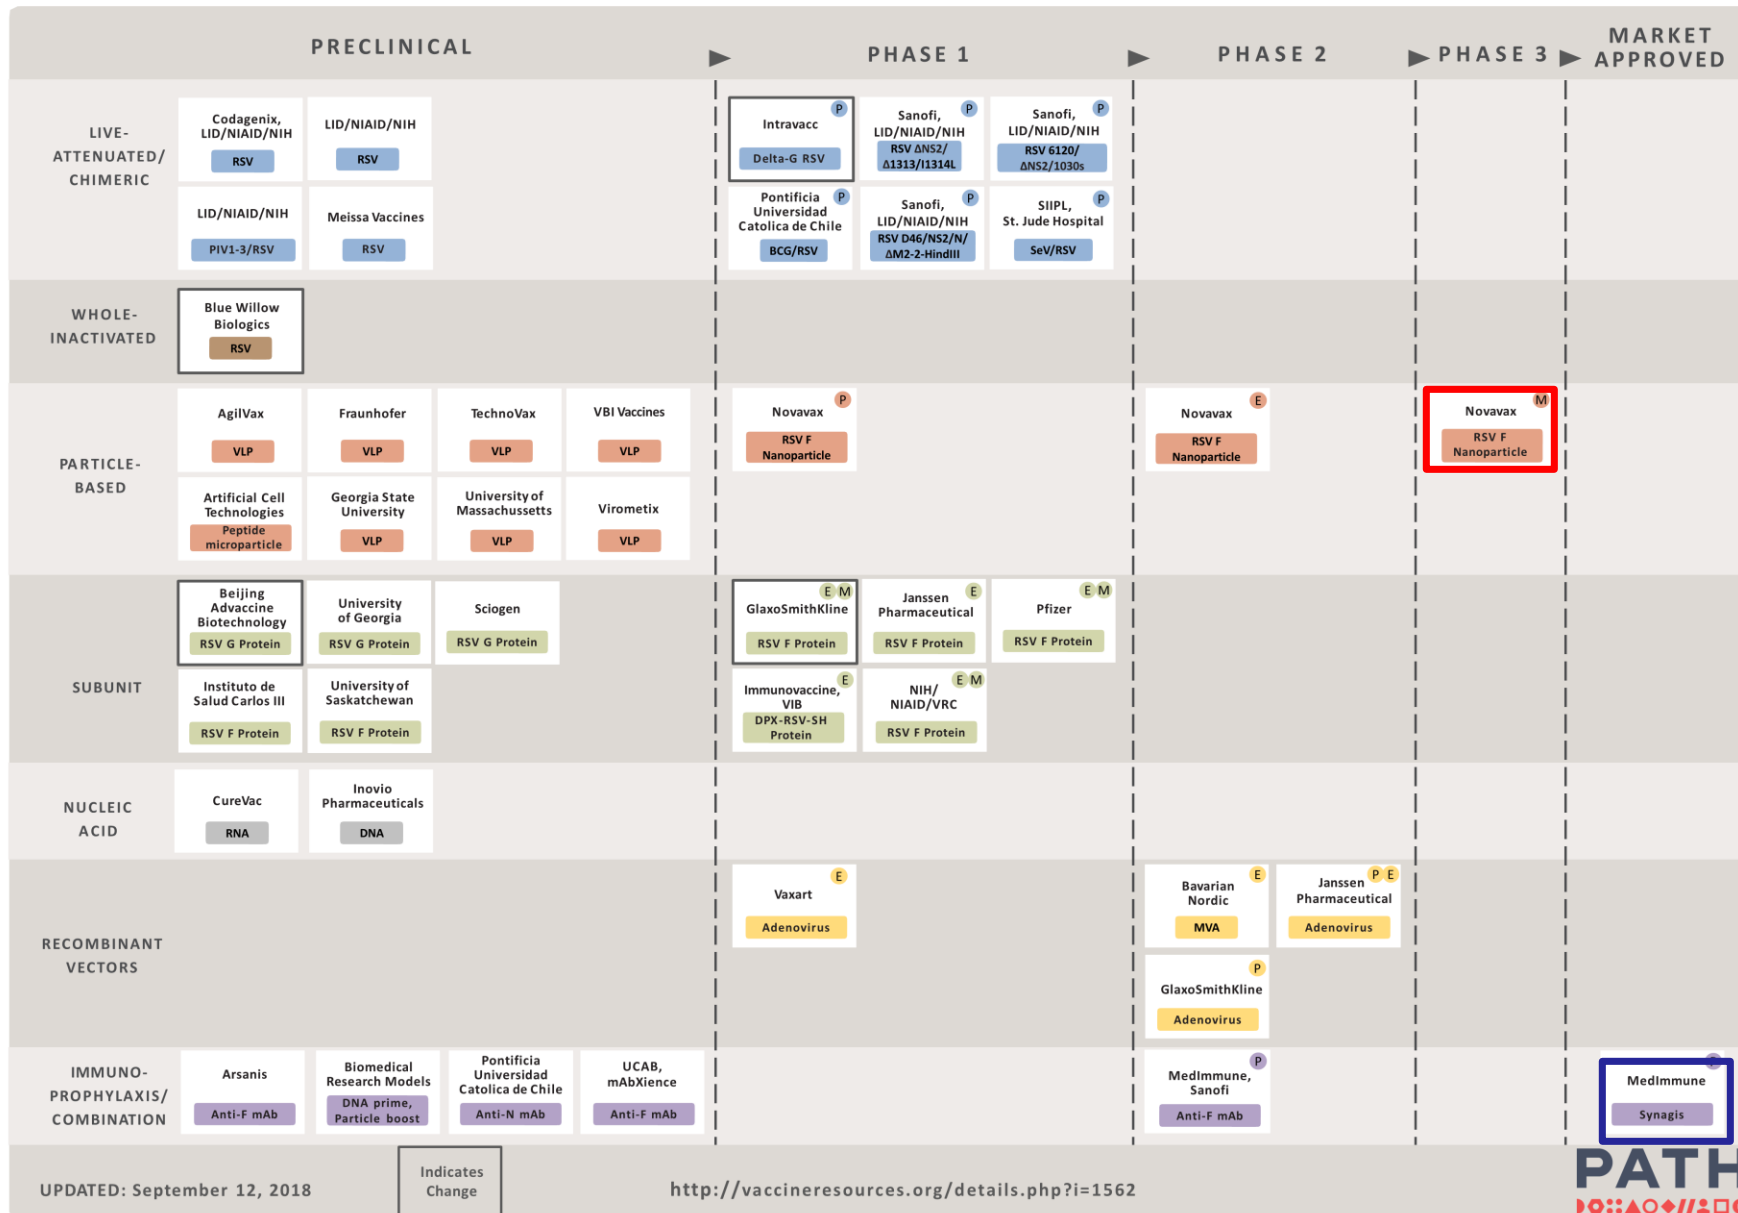 PRECLINICAL
PHASE 1
PHASE 2
PHASE 3
MARKET
APPROVED
LIVE-
ATTENUATED/
CHIMERIC
Codagenix,
LID/NIAID/NIH
RSV
LID/NIAID/NIH
RSV
LID/NIAID/NIH
PIV1-3/RSV
Meissa Vaccines
RSV
P
Intravacc
Delta-G RSV
P
Sanofi,
LID/NIAID/NIH
RSV ΔNS2/
Δ1313/I1314L
P
Sanofi,
LID/NIAID/NIH
RSV 6120/
ΔNS2/1030s
P
Pontificia
Universidad
Catolica de Chile
BCG/RSV
P
Sanofi,
LID/NIAID/NIH
RSV D46/NS2/N/
ΔM2-2-HindIII
P
SIIPL,
St. Jude Hospital
SeV/RSV
WHOLE-
INACTIVATED
Blue Willow
Biologics
RSV
PARTICLE-
BASED
AgilVax
VLP
Fraunhofer
VLP
TechnoVax
VLP
VBI Vaccines
VLP
Artificial Cell
Technologies
Peptide
microparticle
Georgia State
University
VLP
University of
Massachussetts
VLP
Virometix
VLP
P
Novavax
RSV F
Nanoparticle
E
Novavax
RSV F
Nanoparticle
M
Novavax
RSV F
Nanoparticle
SUBUNIT
Beijing
Advaccine
Biotechnology
RSV G Protein
University
of Georgia
RSV G Protein
Sciogen
RSV G Protein
Instituto de
Salud Carlos III
RSV F Protein
University of
Saskatchewan
RSV F Protein
E M
GlaxoSmithKline
RSV F Protein
E
Janssen
Pharmaceutical
RSV F Protein
E M
Pfizer
RSV F Protein
E
Immunovaccine,
VIB
DPX-RSV-SH
Protein
E M
NIH/
NIAID/VRC
RSV F Protein
NUCLEIC
ACID
CureVac
RNA
Inovio
Pharmaceuticals
DNA
RECOMBINANT
VECTORS
E
Vaxart
Adenovirus
E
Bavarian
Nordic
MVA
P E
Janssen
Pharmaceutical
Adenovirus
P
GlaxoSmithKline
Adenovirus
IMMUNO-
PROPHYLAXIS/
COMBINATION
Arsanis
Anti-F mAb
Biomedical
Research Models
DNA prime,
Particle boost
Pontificia
Universidad
Catolica de Chile
Anti-N mAb
UCAB,
mAbXience
Anti-F mAb
P
MedImmune,
Sanofi
Anti-F mAb
MedImmune
Synagis
UPDATED: September 12, 2018
Indicates
Change
http://vaccineresources.org/details.php?i=1562
PATH